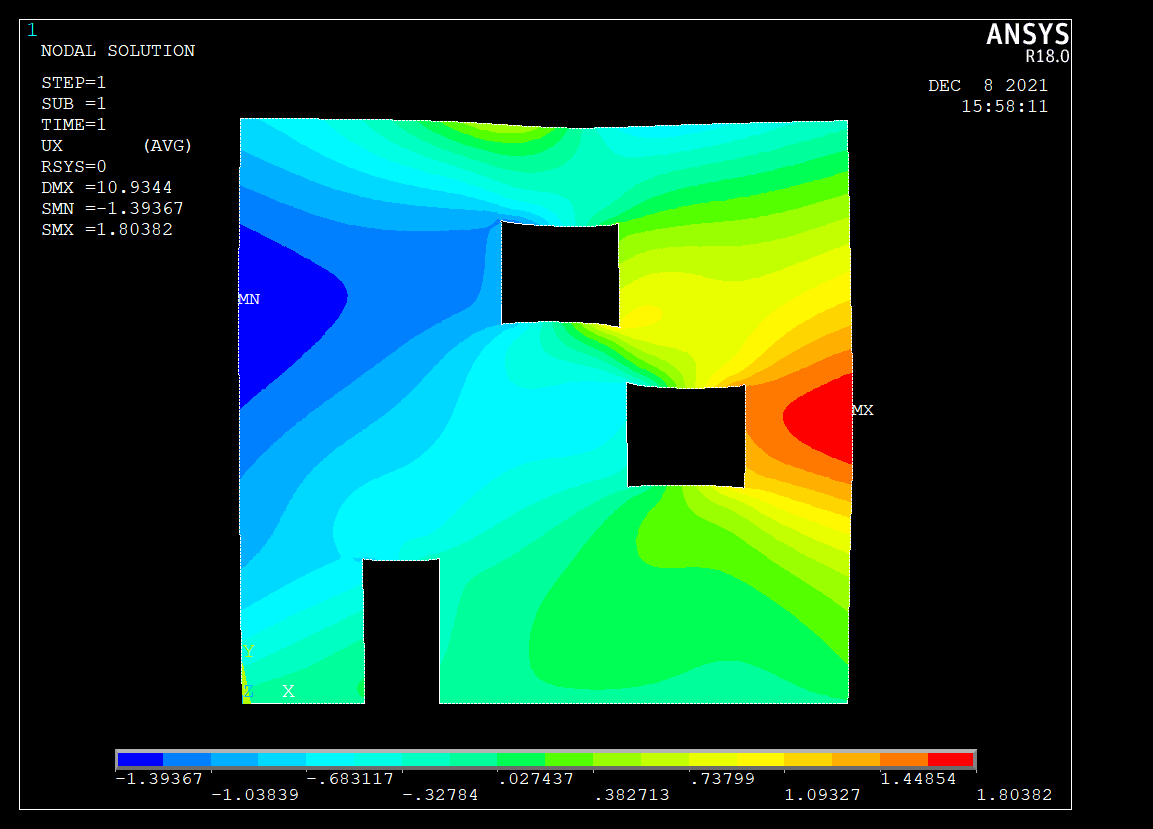 1
ANSYS
R18.0
NODAL SOLUTION
STEP=1
SUB =1
TIME=1
UX (AVG)
RSYS=0
DMX =10.9344
SMN =-1.39367
SMX =1.80382
DEC 8 2021
15:58:11
MN
MX
Y
Z X
-1.39367 -.683117 .027437 .73799 1.44854
-1.03839 -.32784 .382713 1.09327 1.80382